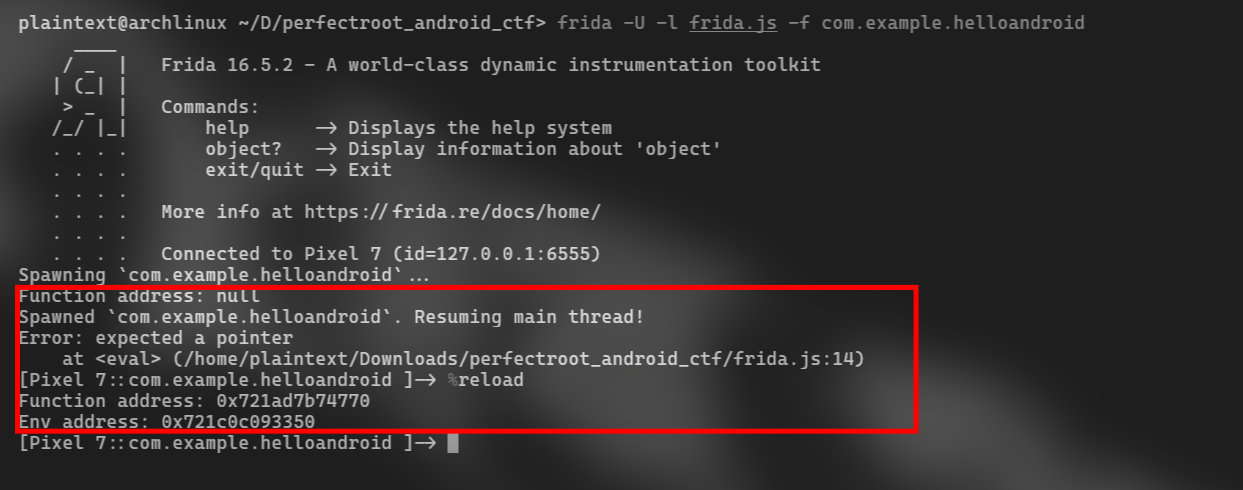 plaintext@archlinux ~/D/perfectroot_android_ctf> frida -U -l frida.js -f com.example.helloandroid
     ____
    / _  |   Frida 16.5.2 - A world-class dynamic instrumentation toolkit
   | (_| |
    > _  |   Commands:
   /_/ |_|       help      -> Displays the help system
   . . . .       object?   -> Display information about 'object'
   . . . .       exit/quit -> Exit
   . . . .
   . . . .   More info at https://frida.re/docs/home/
   . . . .
   . . . .   Connected to Pixel 7 (id=127.0.0.1:6555)
Spawning `com.example.helloandroid`...
Function address: null
Spawned `com.example.helloandroid`. Resuming main thread!
Error: expected a pointer
    at <eval> (/home/plaintext/Downloads/perfectroot_android_ctf/frida.js:14)
[Pixel 7::com.example.helloandroid ]-> %reload
Function address: 0x721ad7b74770
Env address: 0x721c0c093350
[Pixel 7::com.example.helloandroid ]->